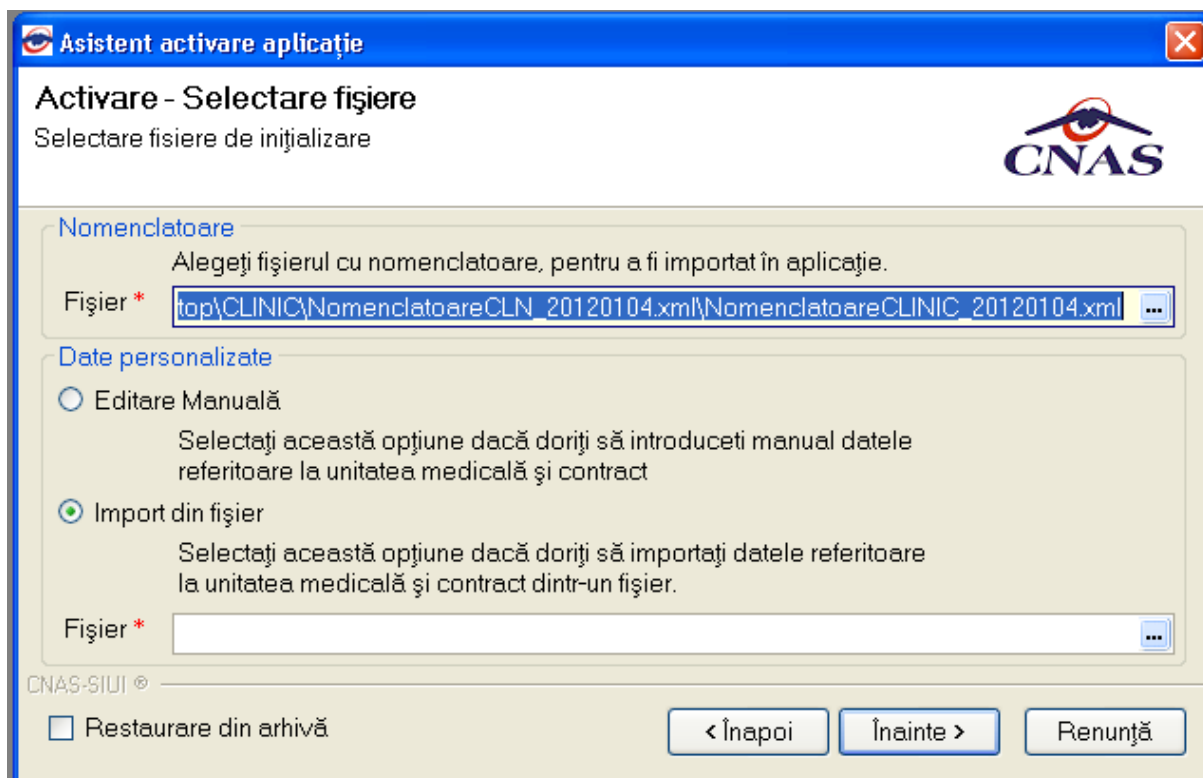 Asistent activare aplicaţie
Activare - Selectare fişiere
Selectare fisiere de iniţializare
CNAS
Nomenclatoare
Alegeţi fişierul cu nomenclatoare, pentru a fi importat în aplicaţie.
Fişier * top\CLINIC\NomenclatoareCLN_20120104.xml\NomenclatoareCLINIC_20120104.xml ...
Date personalizate
Editare Manuală
Selectaţi această opţiune dacă doriţi să introduceti manual datele
referitoare la unitatea medicală şi contract
Import din fişier
Selectaţi această opţiune dacă doriţi să importaţi datele referitoare
la unitatea medicală şi contract dintr-un fişier.
Fişier * ...
CNAS-SIUI ®
Restaurare din arhivă < Înapoi Înainte > Renunţă